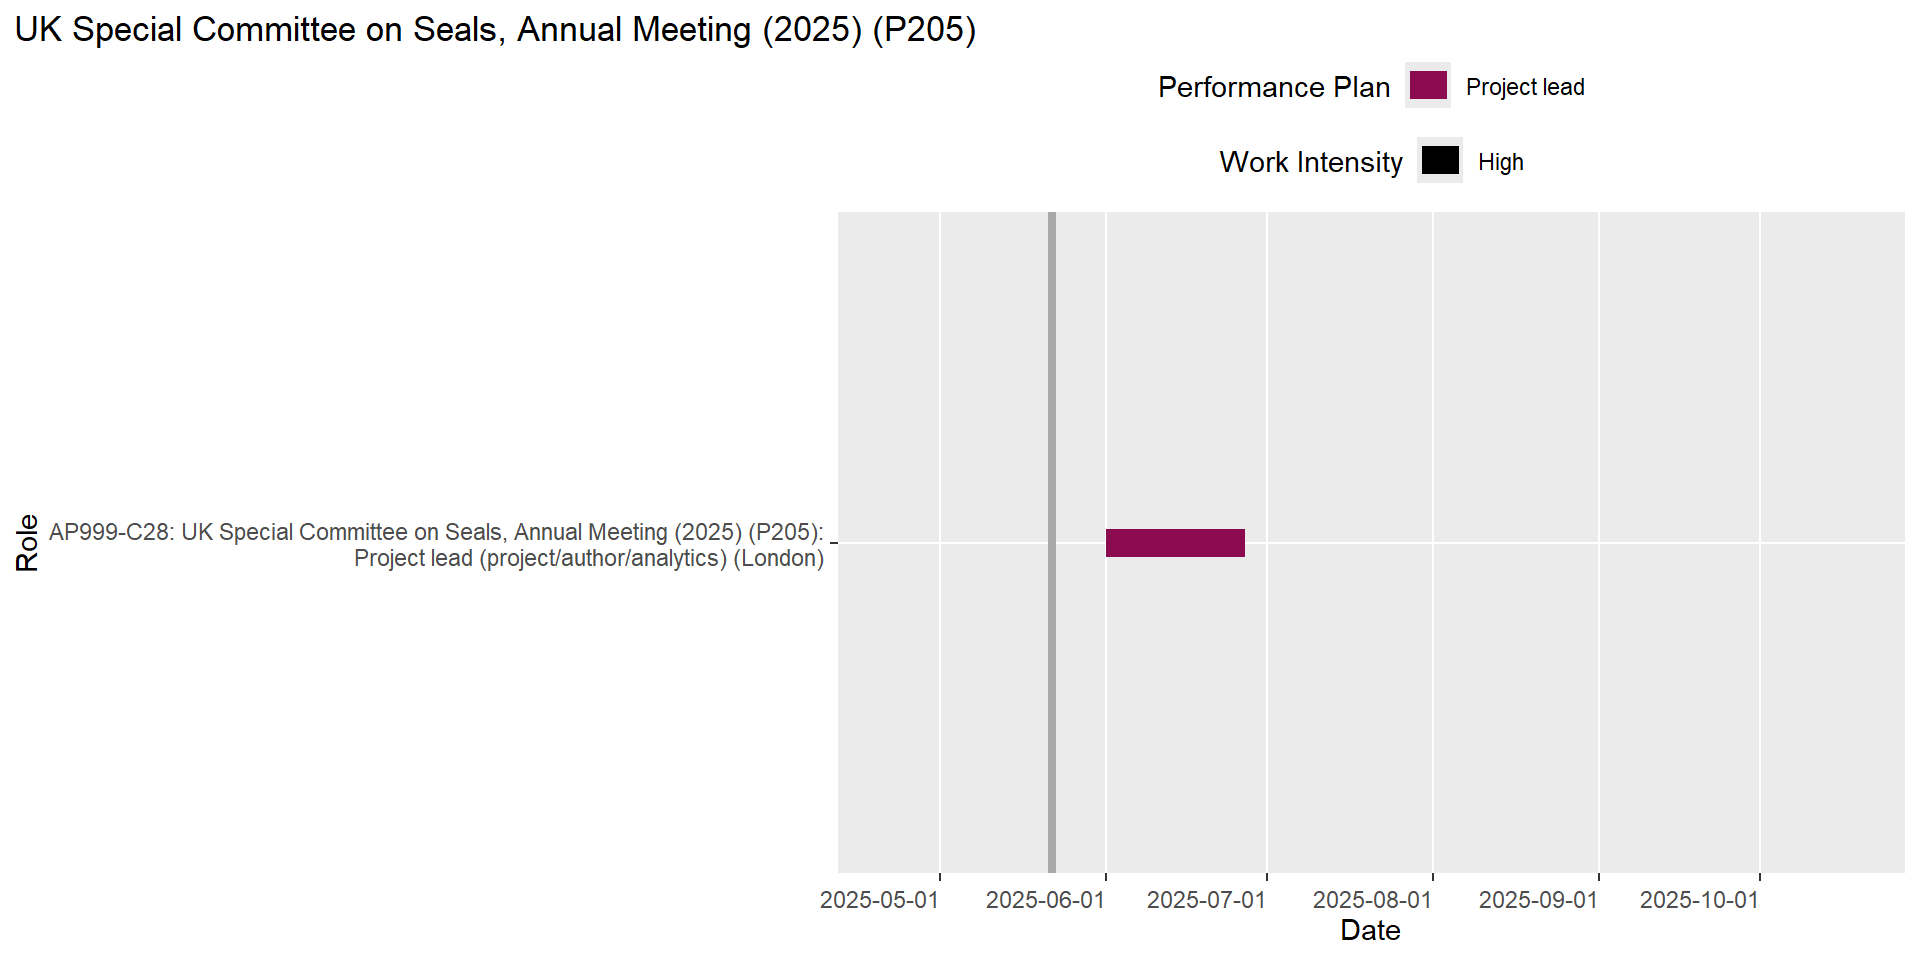 UK Special Committee on Seals, Annual Meeting (2025) (P205)
Performance Plan
Project lead
Work Intensity
High
Role
AP999-C28: UK Special Committee on Seals, Annual Meeting (2025) (P205):
Project lead (project/author/analytics) (London)
2025-05-01
2025-06-01
2025-07-01
2025-08-01
2025-09-01
2025-10-01
Date